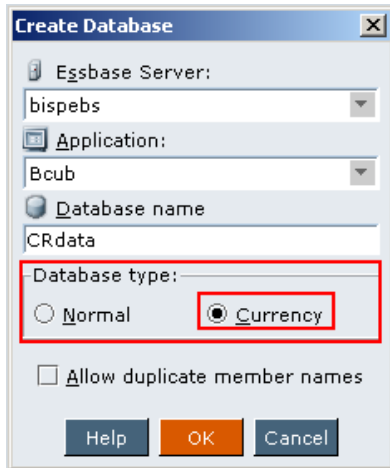 Create Database
Essbase Server:
bispebs
Application:
Bcub
Database name
CRdata
Database type:
Normal Currency
Allow duplicate member names
Help OK Cancel